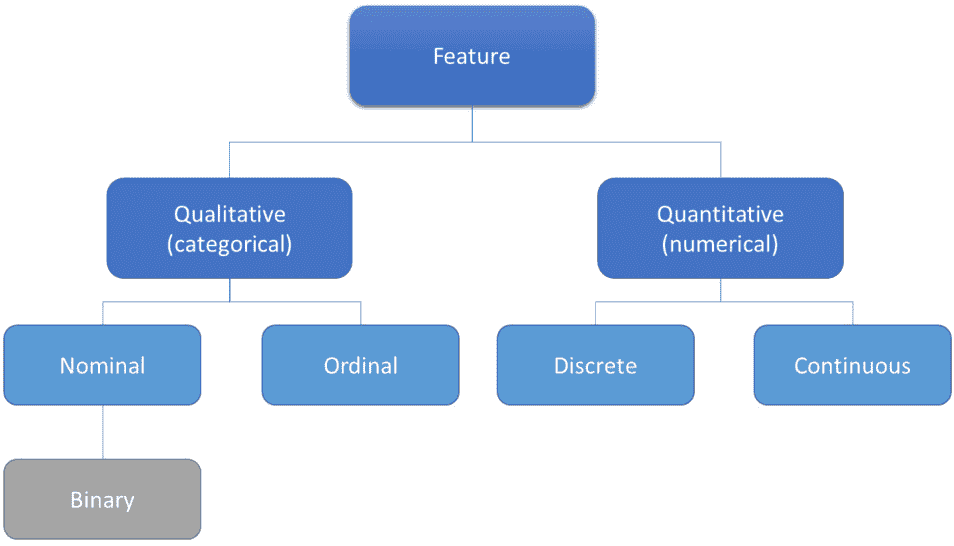 Feature
Qualitative
(categorical)
Quantitative
(numerical)
Nominal
Ordinal
Discrete
Continuous
Binary